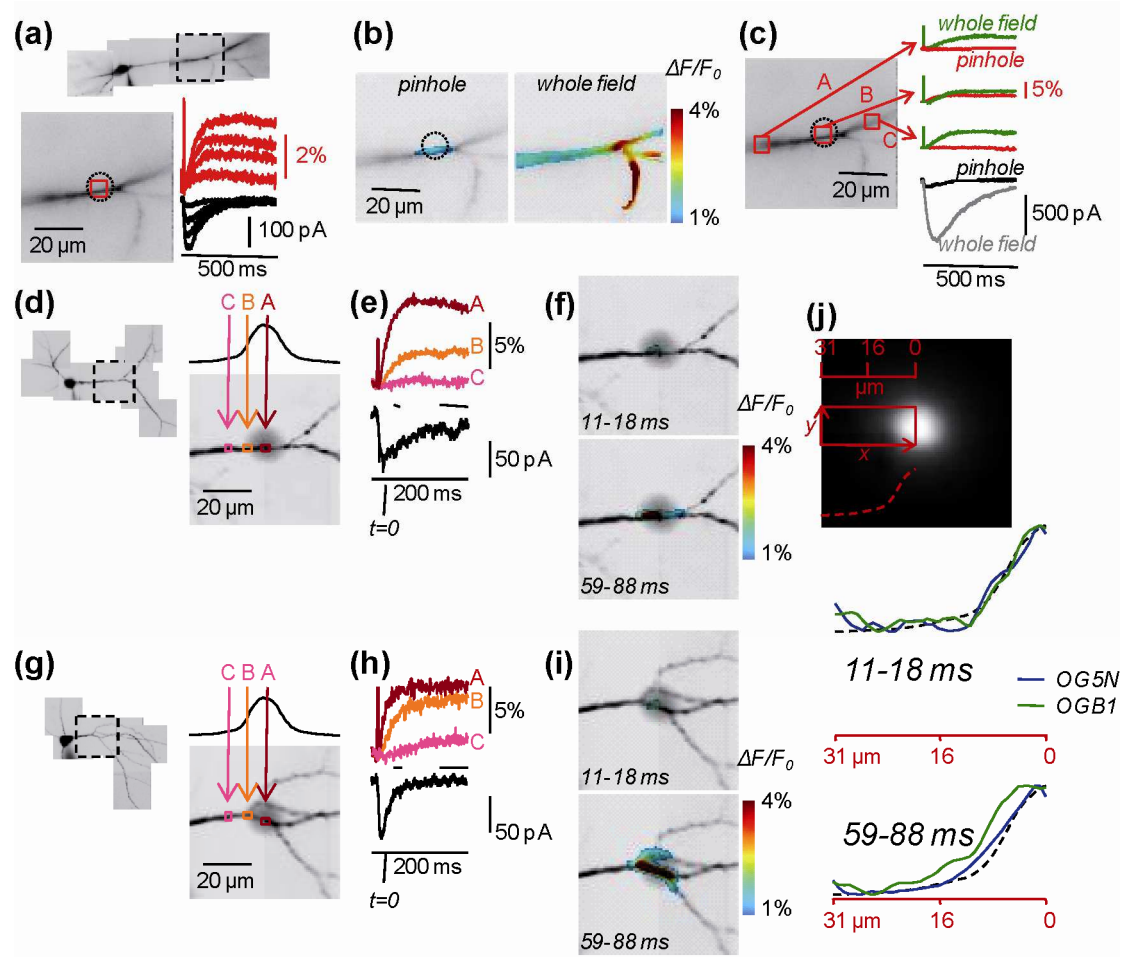 (a)
2%
20 µm
100 pA
500 ms
(b)
pinhole
whole field
ΔF/F0
4%
1%
20 µm
20 µm
(c)
A
B
C
whole field
pinhole
5%
20 µm
pinhole
500 pA
whole field
500 ms
(d)
C B A
20 µm
(e)
A
B
C
5%
50 pA
200 ms
t=0
(f)
11-18 ms
ΔF/F0
4%
1%
59-88 ms
(g)
C B A
20 µm
(h)
A
B
C
5%
50 pA
200 ms
t=0
(i)
11-18 ms
ΔF/F0
4%
1%
59-88 ms
(j)
31 16 0
µm
y
x
11-18 ms
OG5N
OGB1
31 µm 16 0
59-88 ms
31 µm 16 0